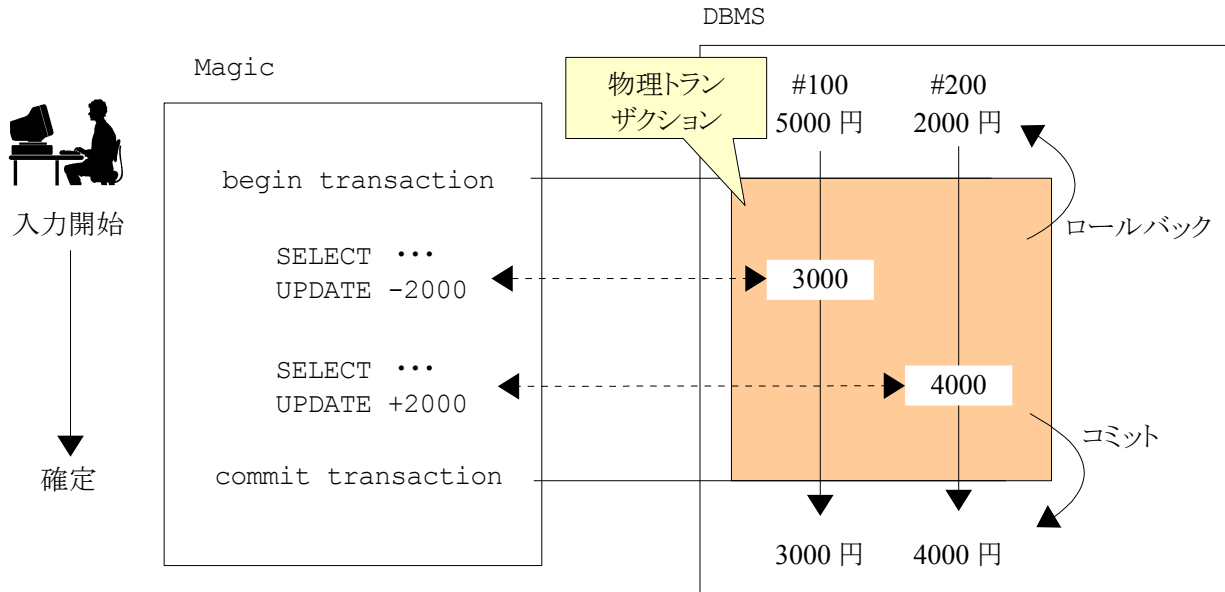 DBMS
Magic
物理トラン
ザクション
#100
5000 円
#200
2000 円
begin transaction
入力開始
ロールバック
SELECT ・・・
UPDATE -2000
3000
SELECT ・・・
UPDATE +2000
4000
コミット
確定
commit transaction
3000 円
4000 円